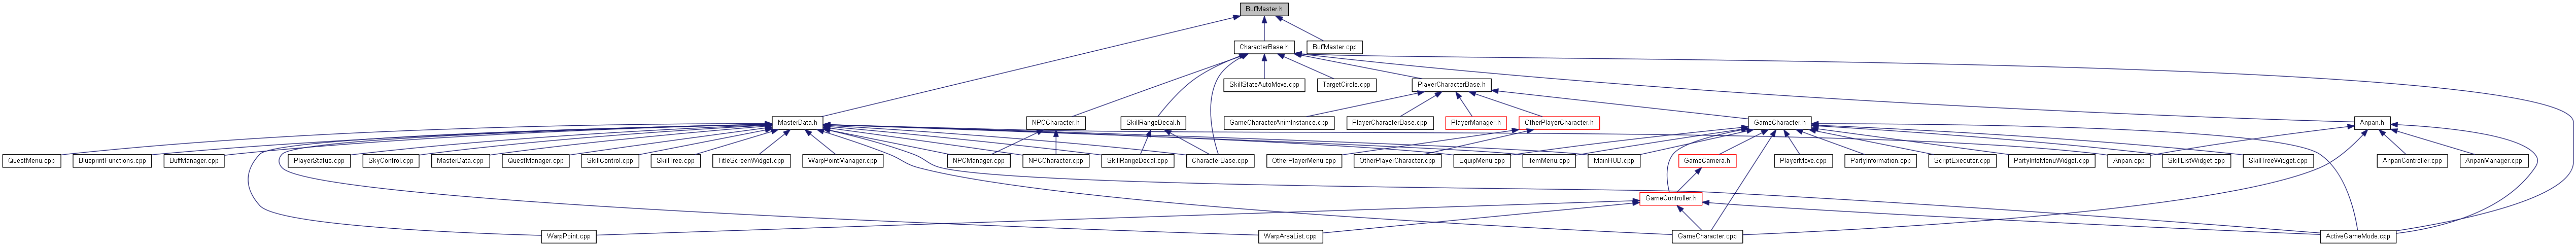 BuffMaster.h
CharacterBase.h
BuffMaster.cpp
SkillStateAutoMove.cpp
TargetCircle.cpp
PlayerCharacterBase.h
MasterData.h
NPCCharacter.h
SkillRangeDecal.h
GameCharacterAnimInstance.cpp
PlayerCharacterBase.cpp
PlayerManager.h
OtherPlayerCharacter.h
GameCharacter.h
Anpan.h
QuestMenu.cpp
BlueprintFunctions.cpp
BuffManager.cpp
PlayerStatus.cpp
SkyControl.cpp
MasterData.cpp
QuestManager.cpp
SkillControl.cpp
SkillTree.cpp
TitleScreenWidget.cpp
WarpPointManager.cpp
NPCManager.cpp
NPCCharacter.cpp
SkillRangeDecal.cpp
CharacterBase.cpp
OtherPlayerMenu.cpp
OtherPlayerCharacter.cpp
EquipMenu.cpp
ItemMenu.cpp
MainHUD.cpp
GameCamera.h
PlayerMove.cpp
PartyInformation.cpp
ScriptExecuter.cpp
PartyInfoMenuWidget.cpp
Anpan.cpp
SkillListWidget.cpp
SkillTreeWidget.cpp
AnpanController.cpp
AnpanManager.cpp
GameController.h
WarpPoint.cpp
WarpAreaList.cpp
GameCharacter.cpp
ActiveGameMode.cpp